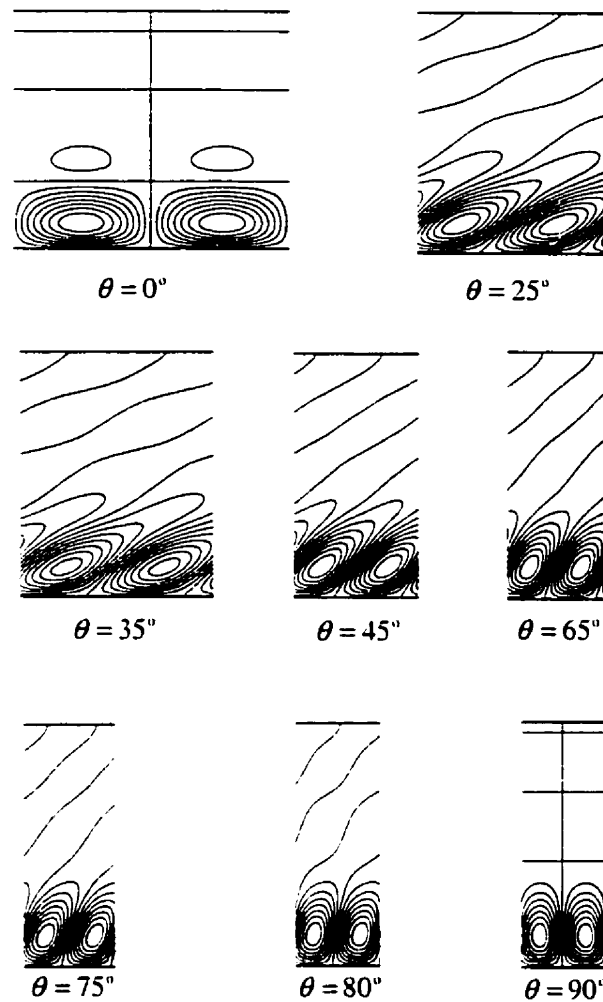 θ = 0°
θ = 25°
θ = 35°
θ = 45°
θ = 65°
θ = 75°
θ = 80°
θ = 90°